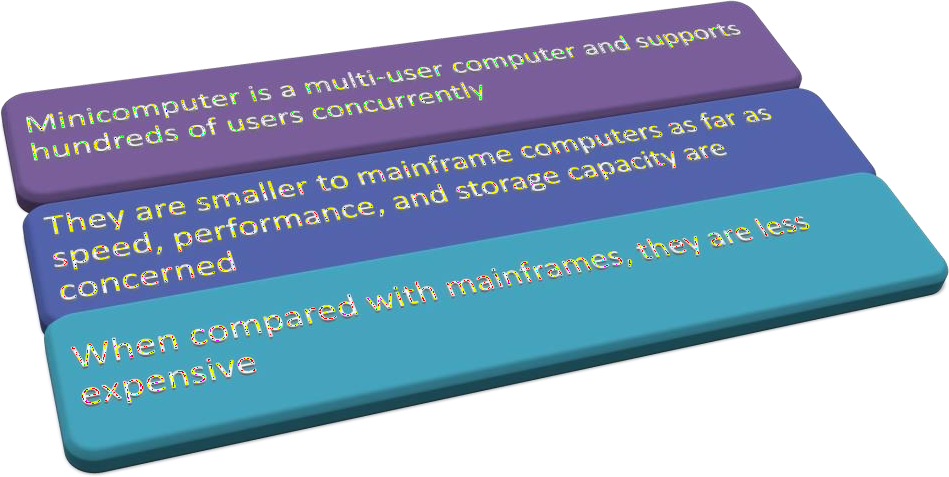 Minicomputer is a multi-user computer and supports
hundreds of users concurrently
They are smaller to mainframe computers as far as
speed, performance, and storage capacity are
concerned
When compared with mainframes, they are less
expensive